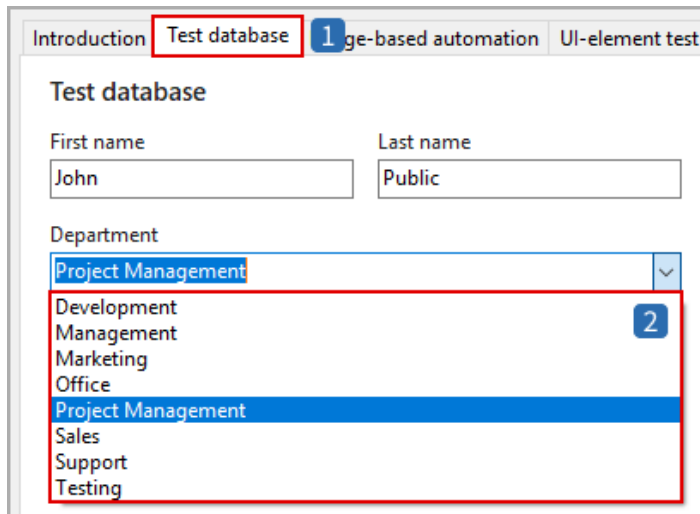 Introduction Test database 1 ge-based automation UI-element test
Test database
First name Last name
John Public
Department
Project Management
Development 2
Management
Marketing
Office
Project Management
Sales
Support
Testing